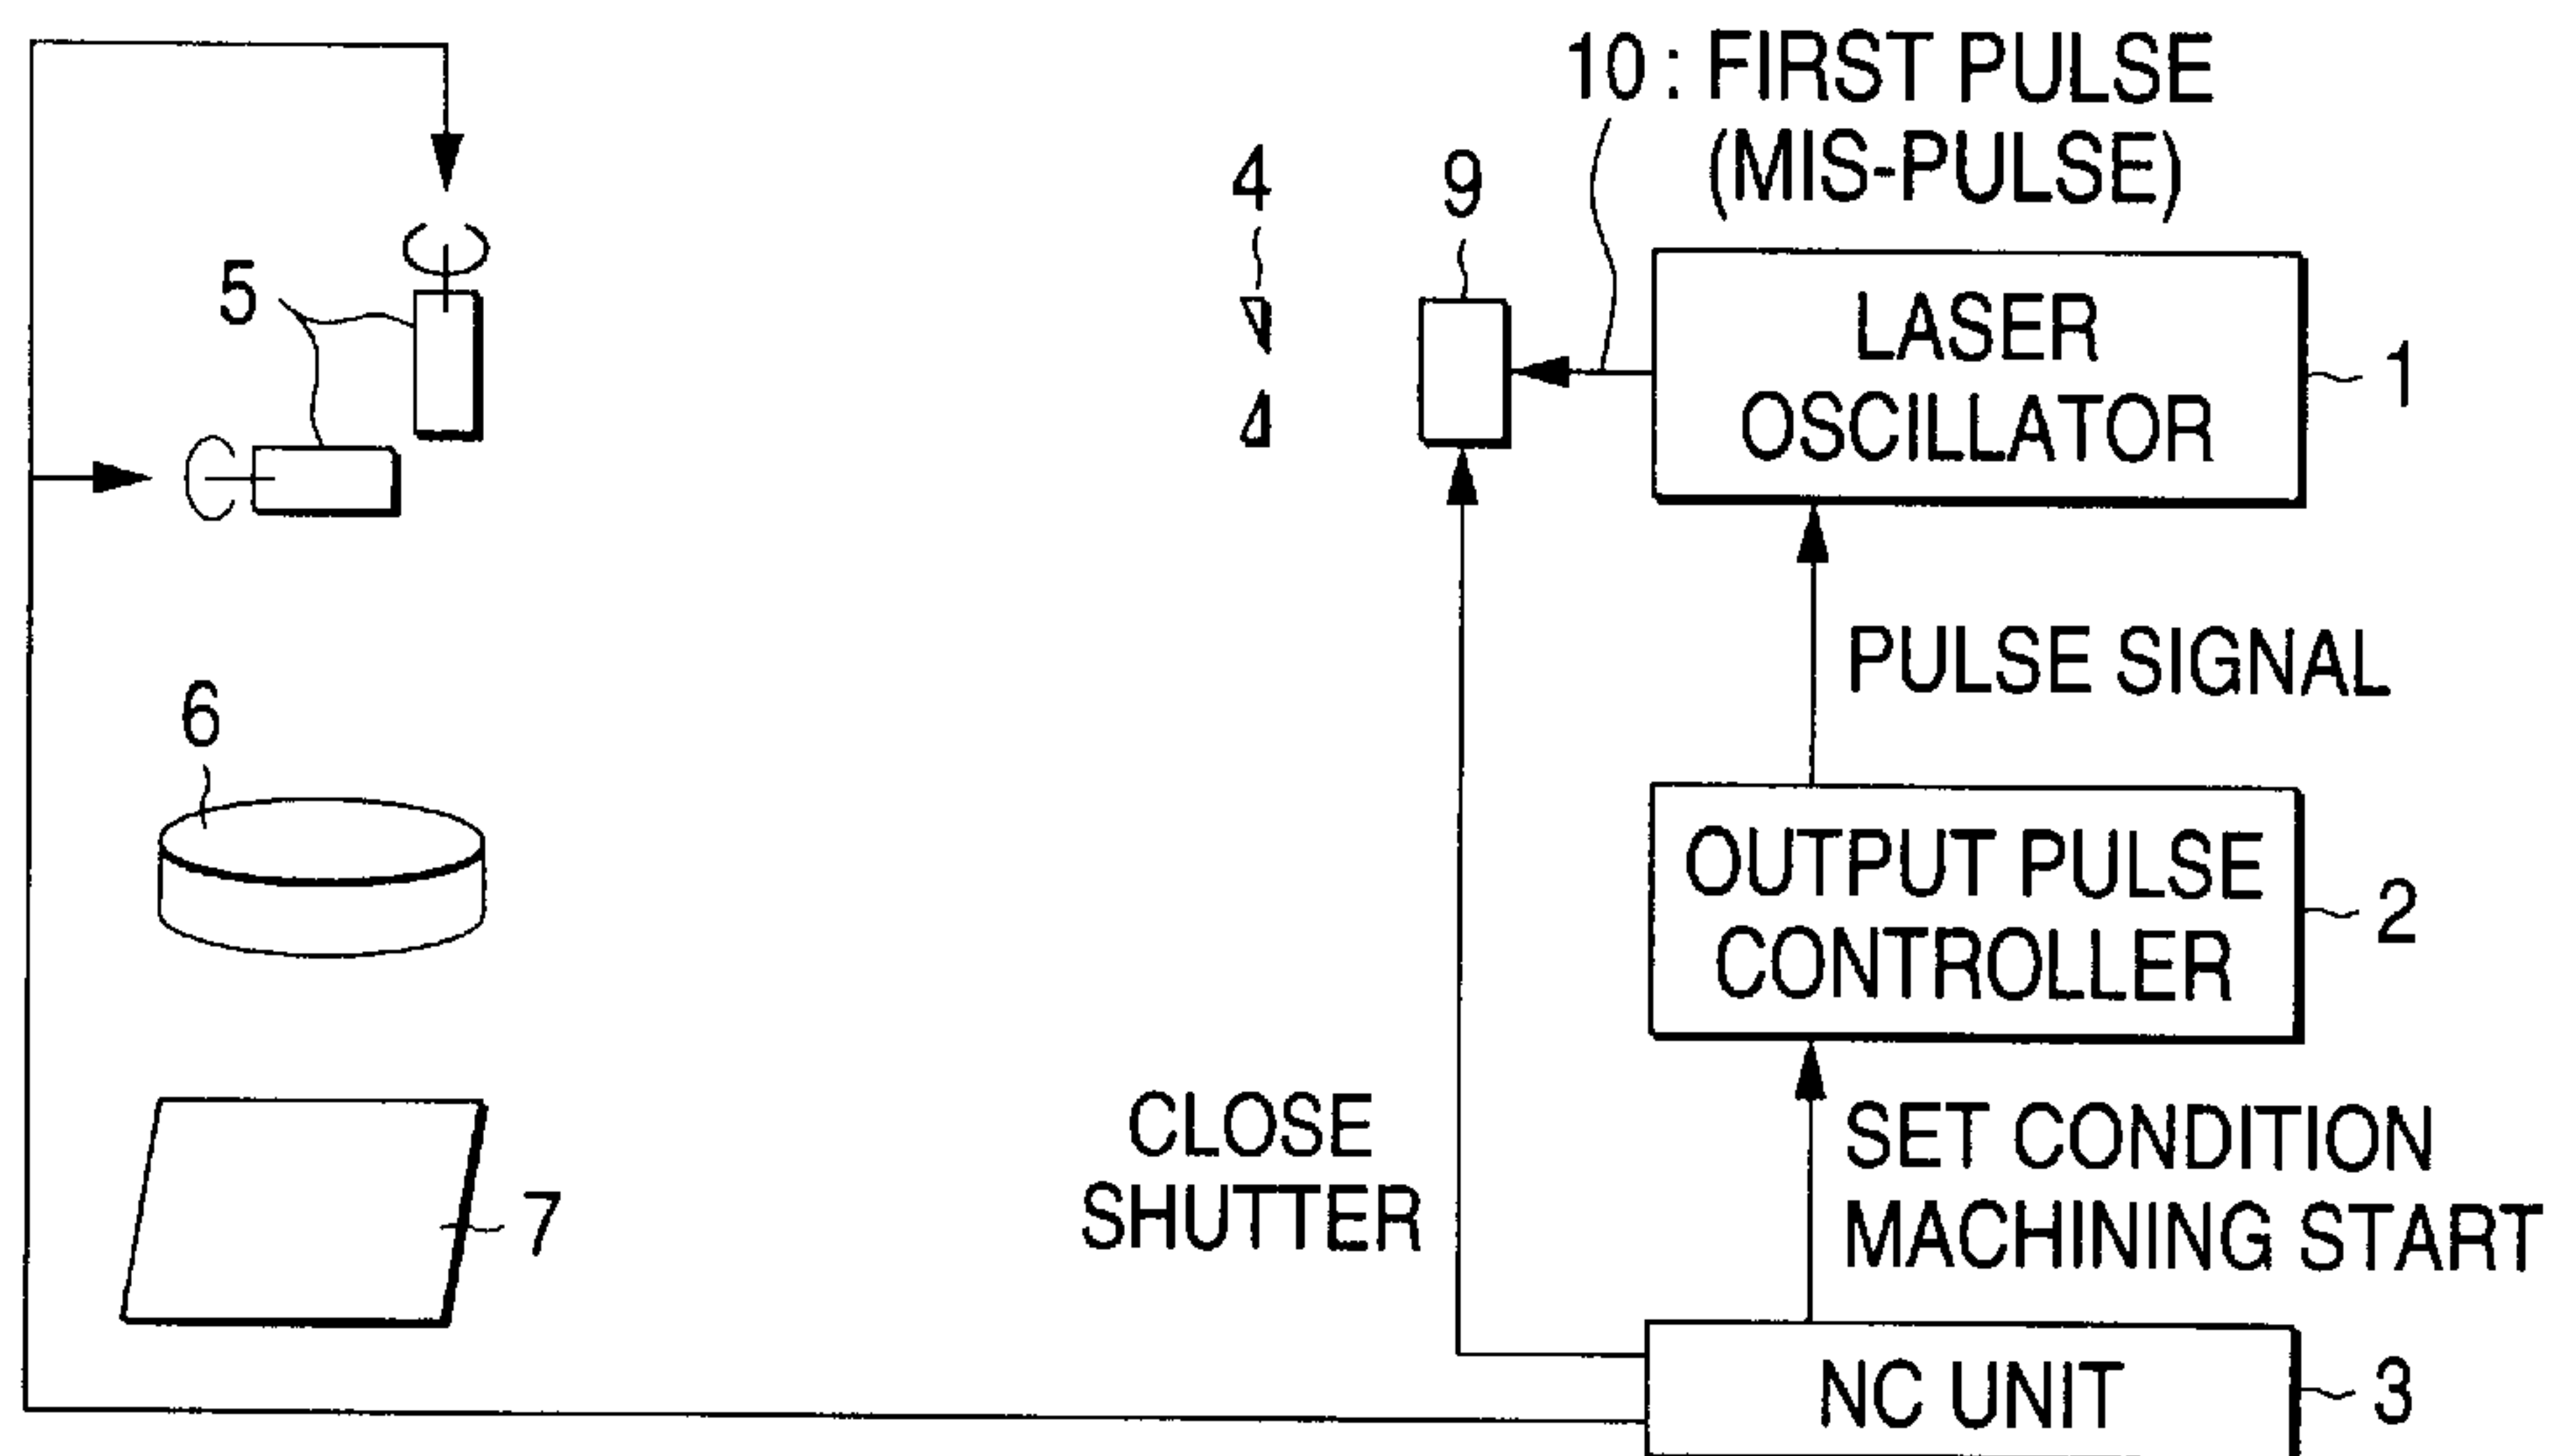 10 : FIRST PULSE
(MIS-PULSE)
4
9
5
LASER
OSCILLATOR
1
PULSE SIGNAL
6
OUTPUT PULSE
CONTROLLER
2
CLOSE
SHUTTER
SET CONDITION
MACHINING START
7
NC UNIT
3